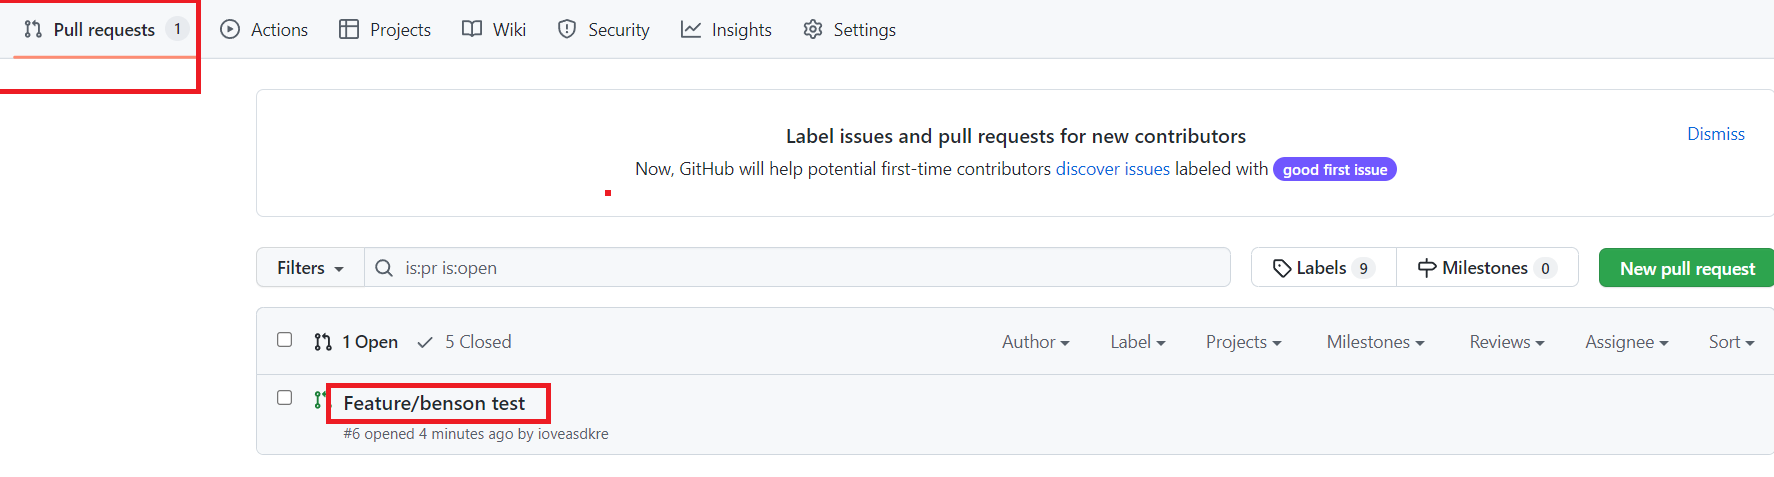 Pull requests 1 Actions Projects Wiki Security Insights Settings
Label issues and pull requests for new contributors
Dismiss
Now, GitHub will help potential first-time contributors discover issues labeled with good first issue
Filters is:pr is:open Labels 9 Milestones 0 New pull request
1 Open 5 Closed Author Label Projects Milestones Reviews Assignee Sort
Feature/benson test
#6 opened 4 minutes ago by ioveasdkre